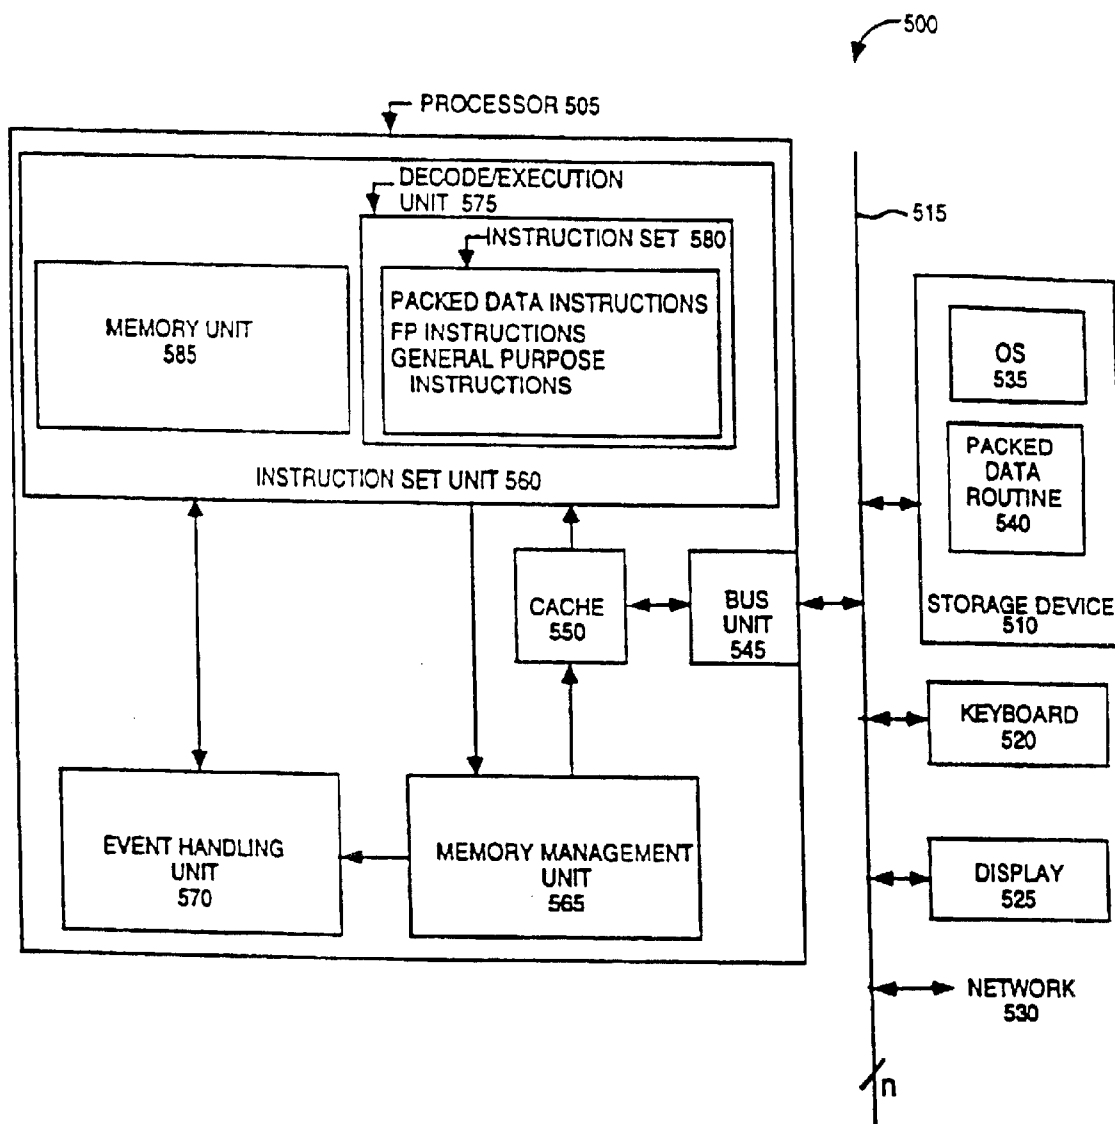 500
PROCESSOR 505
DECODE/EXECUTION
UNIT 575
515
INSTRUCTION SET 580
PACKED DATA INSTRUCTIONS
FP INSTRUCTIONS
GENERAL PURPOSE
INSTRUCTIONS
MEMORY UNIT
585
INSTRUCTION SET UNIT 560
OS
535
PACKED
DATA
ROUTINE
540
STORAGE DEVICE
510
CACHE
550
BUS
UNIT
545
KEYBOARD
520
EVENT HANDLING
UNIT
570
MEMORY MANAGEMENT
UNIT
565
DISPLAY
525
NETWORK
530
n